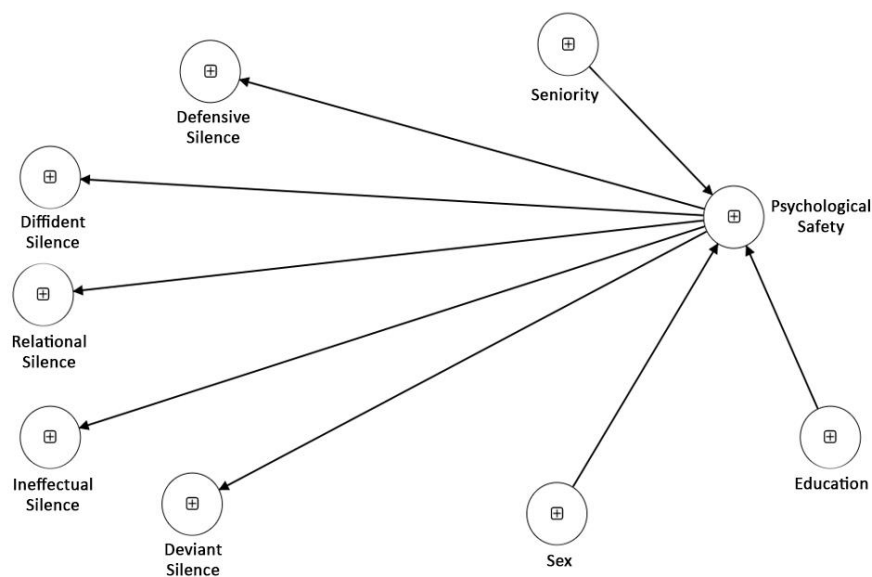 Seniority
Defensive
Silence
Psychological
Safety
Diffident
Silence
Relational
Silence
Ineffectual
Silence
Education
Deviant
Silence
Sex